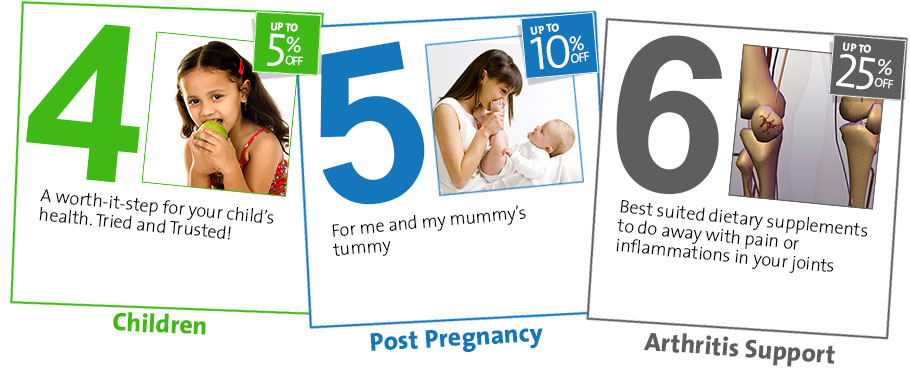 4
UP TO
5%
OFF
A worth-it-step for your child's
health. Tried and Trusted!
Children
5
UP TO
10%
OFF
For me and my mummy's
tummy
Post Pregnancy
6
UP TO
25%
OFF
Best suited dietary supplements
to do away with pain or
inflammations in your joints
Arthritis Support